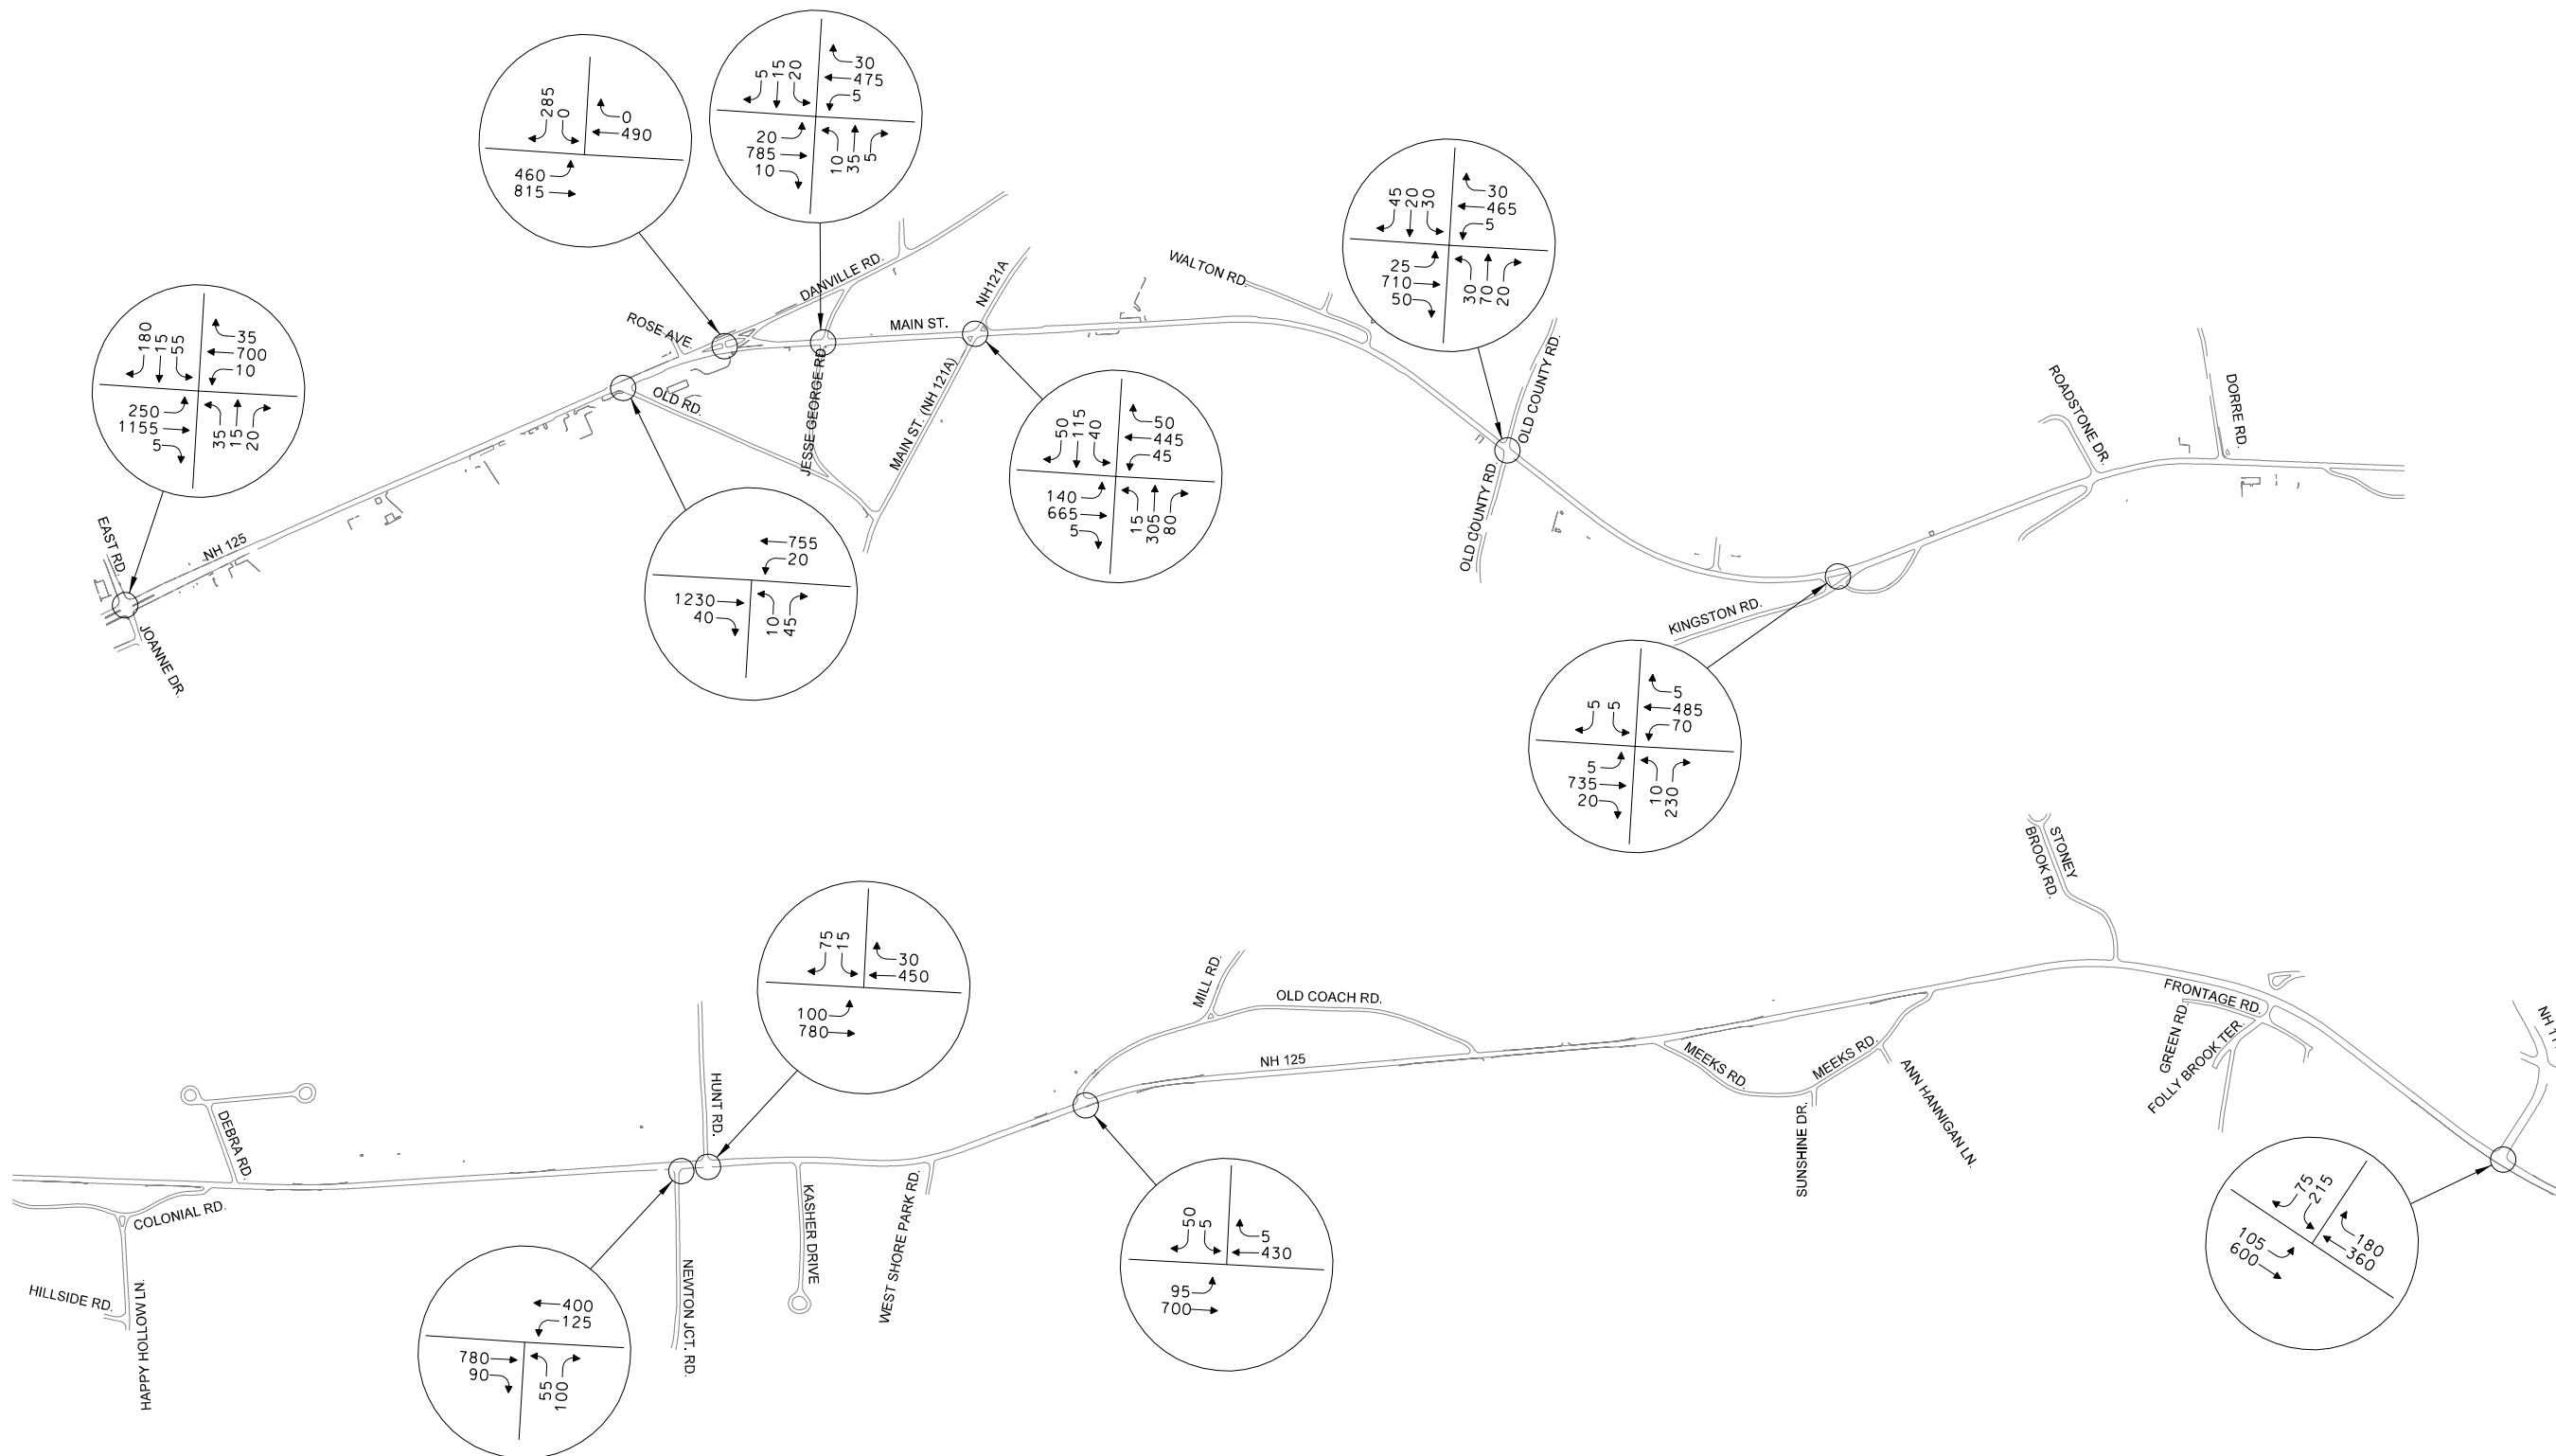 285
0
0
490
460
815
5
15
20
30
475
5
20
785
10
10
35
5
45
20
30
30
465
5
25
710
50
30
70
20
180
15
55
35
700
10
250
1155
5
35
15
20
ROSE AVE.
DANVILLE RD.
MAIN ST.
NH121A
WALTON RD.
OLD RD.
JESSE GEORGE RD
MAIN ST. (NH 121A)
OLD COUNTY RD.
OLD COUNTY RD.
ROADSTONE DR.
DORRE RD.
50
115
40
50
445
45
140
665
5
15
305
80
755
20
1230
40
10
45
EAST RD.
NH 125
JOANNE DR.
KINGSTON RD.
5
5
5
485
70
5
735
20
10
230
75
15
30
450
100
780
STONEY
BROOK RD.
MILL RD.
OLD COACH RD.
NH 125
FRONTAGE RD.
GREEN RD.
FOLLY BROOK TER.
MEEKS RD.
MEEKS RD.
ANN HANNIGAN LN.
SUNSHINE DR.
HUNT RD.
DEBRA RD.
COLONIAL RD.
HILLSIDE RD.
HAPPY HOLLOW LN.
NEWTON JCT. RD.
KASHER DRIVE
WEST SHORE PARK RD.
400
125
780
90
55
100
50
5
5
430
95
700
75
215
180
360
105
600